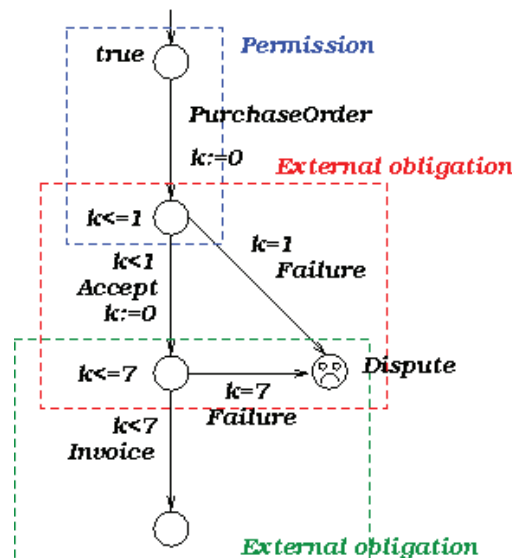 true
Permission
PurchaseOrder
k:=0
External obligation
k<=1
k<1
Accept
k:=0
k=1
Failure
k<=7
Dispute
k=7
Failure
k<7
Invoice
External obligation